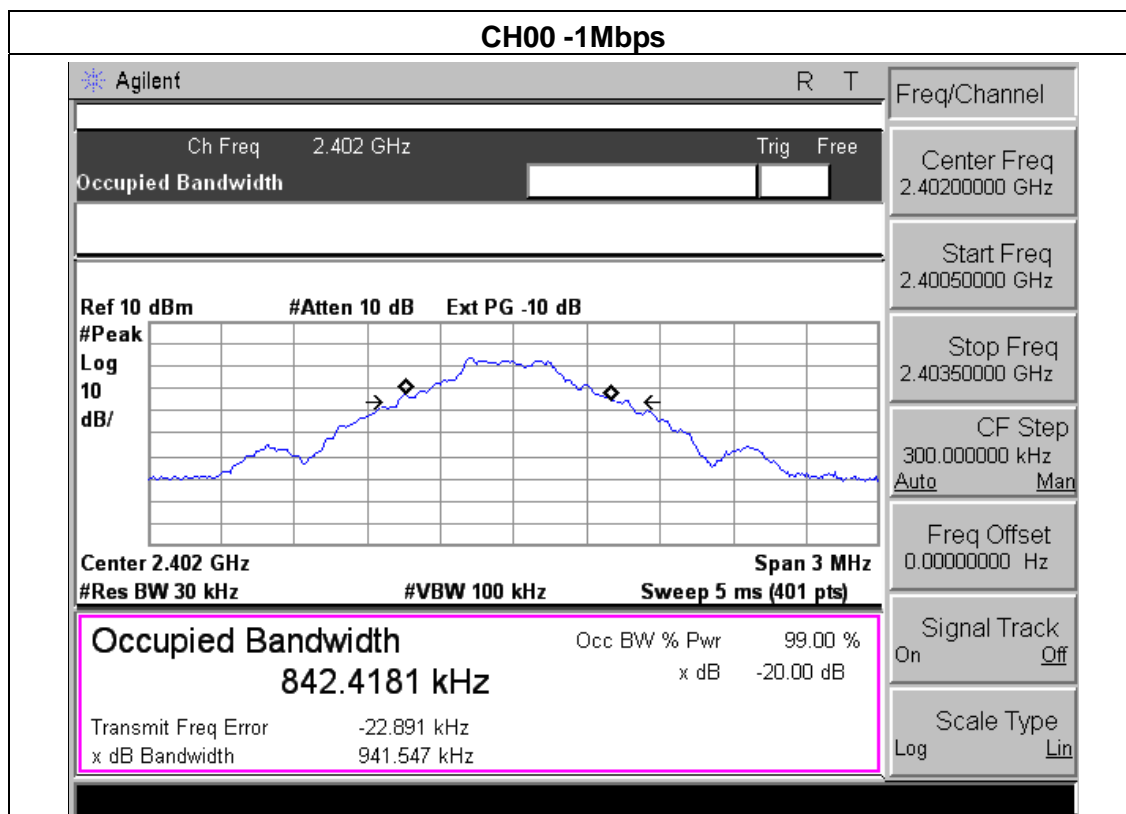 CH00 -1Mbps
Agilent R T
Ch Freq 2.402 GHz Trig Free
Occupied Bandwidth
Ref 10 dBm #Atten 10 dB Ext PG -10 dB
#Peak
Log
10
dB/
Center 2.402 GHz Span 3 MHz
#Res BW 30 kHz #VBW 100 kHz Sweep 5 ms (401 pts)
Occupied Bandwidth Occ BW % Pwr 99.00 %
842.4181 kHz x dB -20.00 dB
Transmit Freq Error -22.891 kHz
x dB Bandwidth 941.547 kHz
Freq/Channel
Center Freq
2.40200000 GHz
Start Freq
2.40050000 GHz
Stop Freq
2.40350000 GHz
CF Step
300.000000 kHz
Auto Man
Freq Offset
0.00000000 Hz
Signal Track
On Off
Scale Type
Log Lin